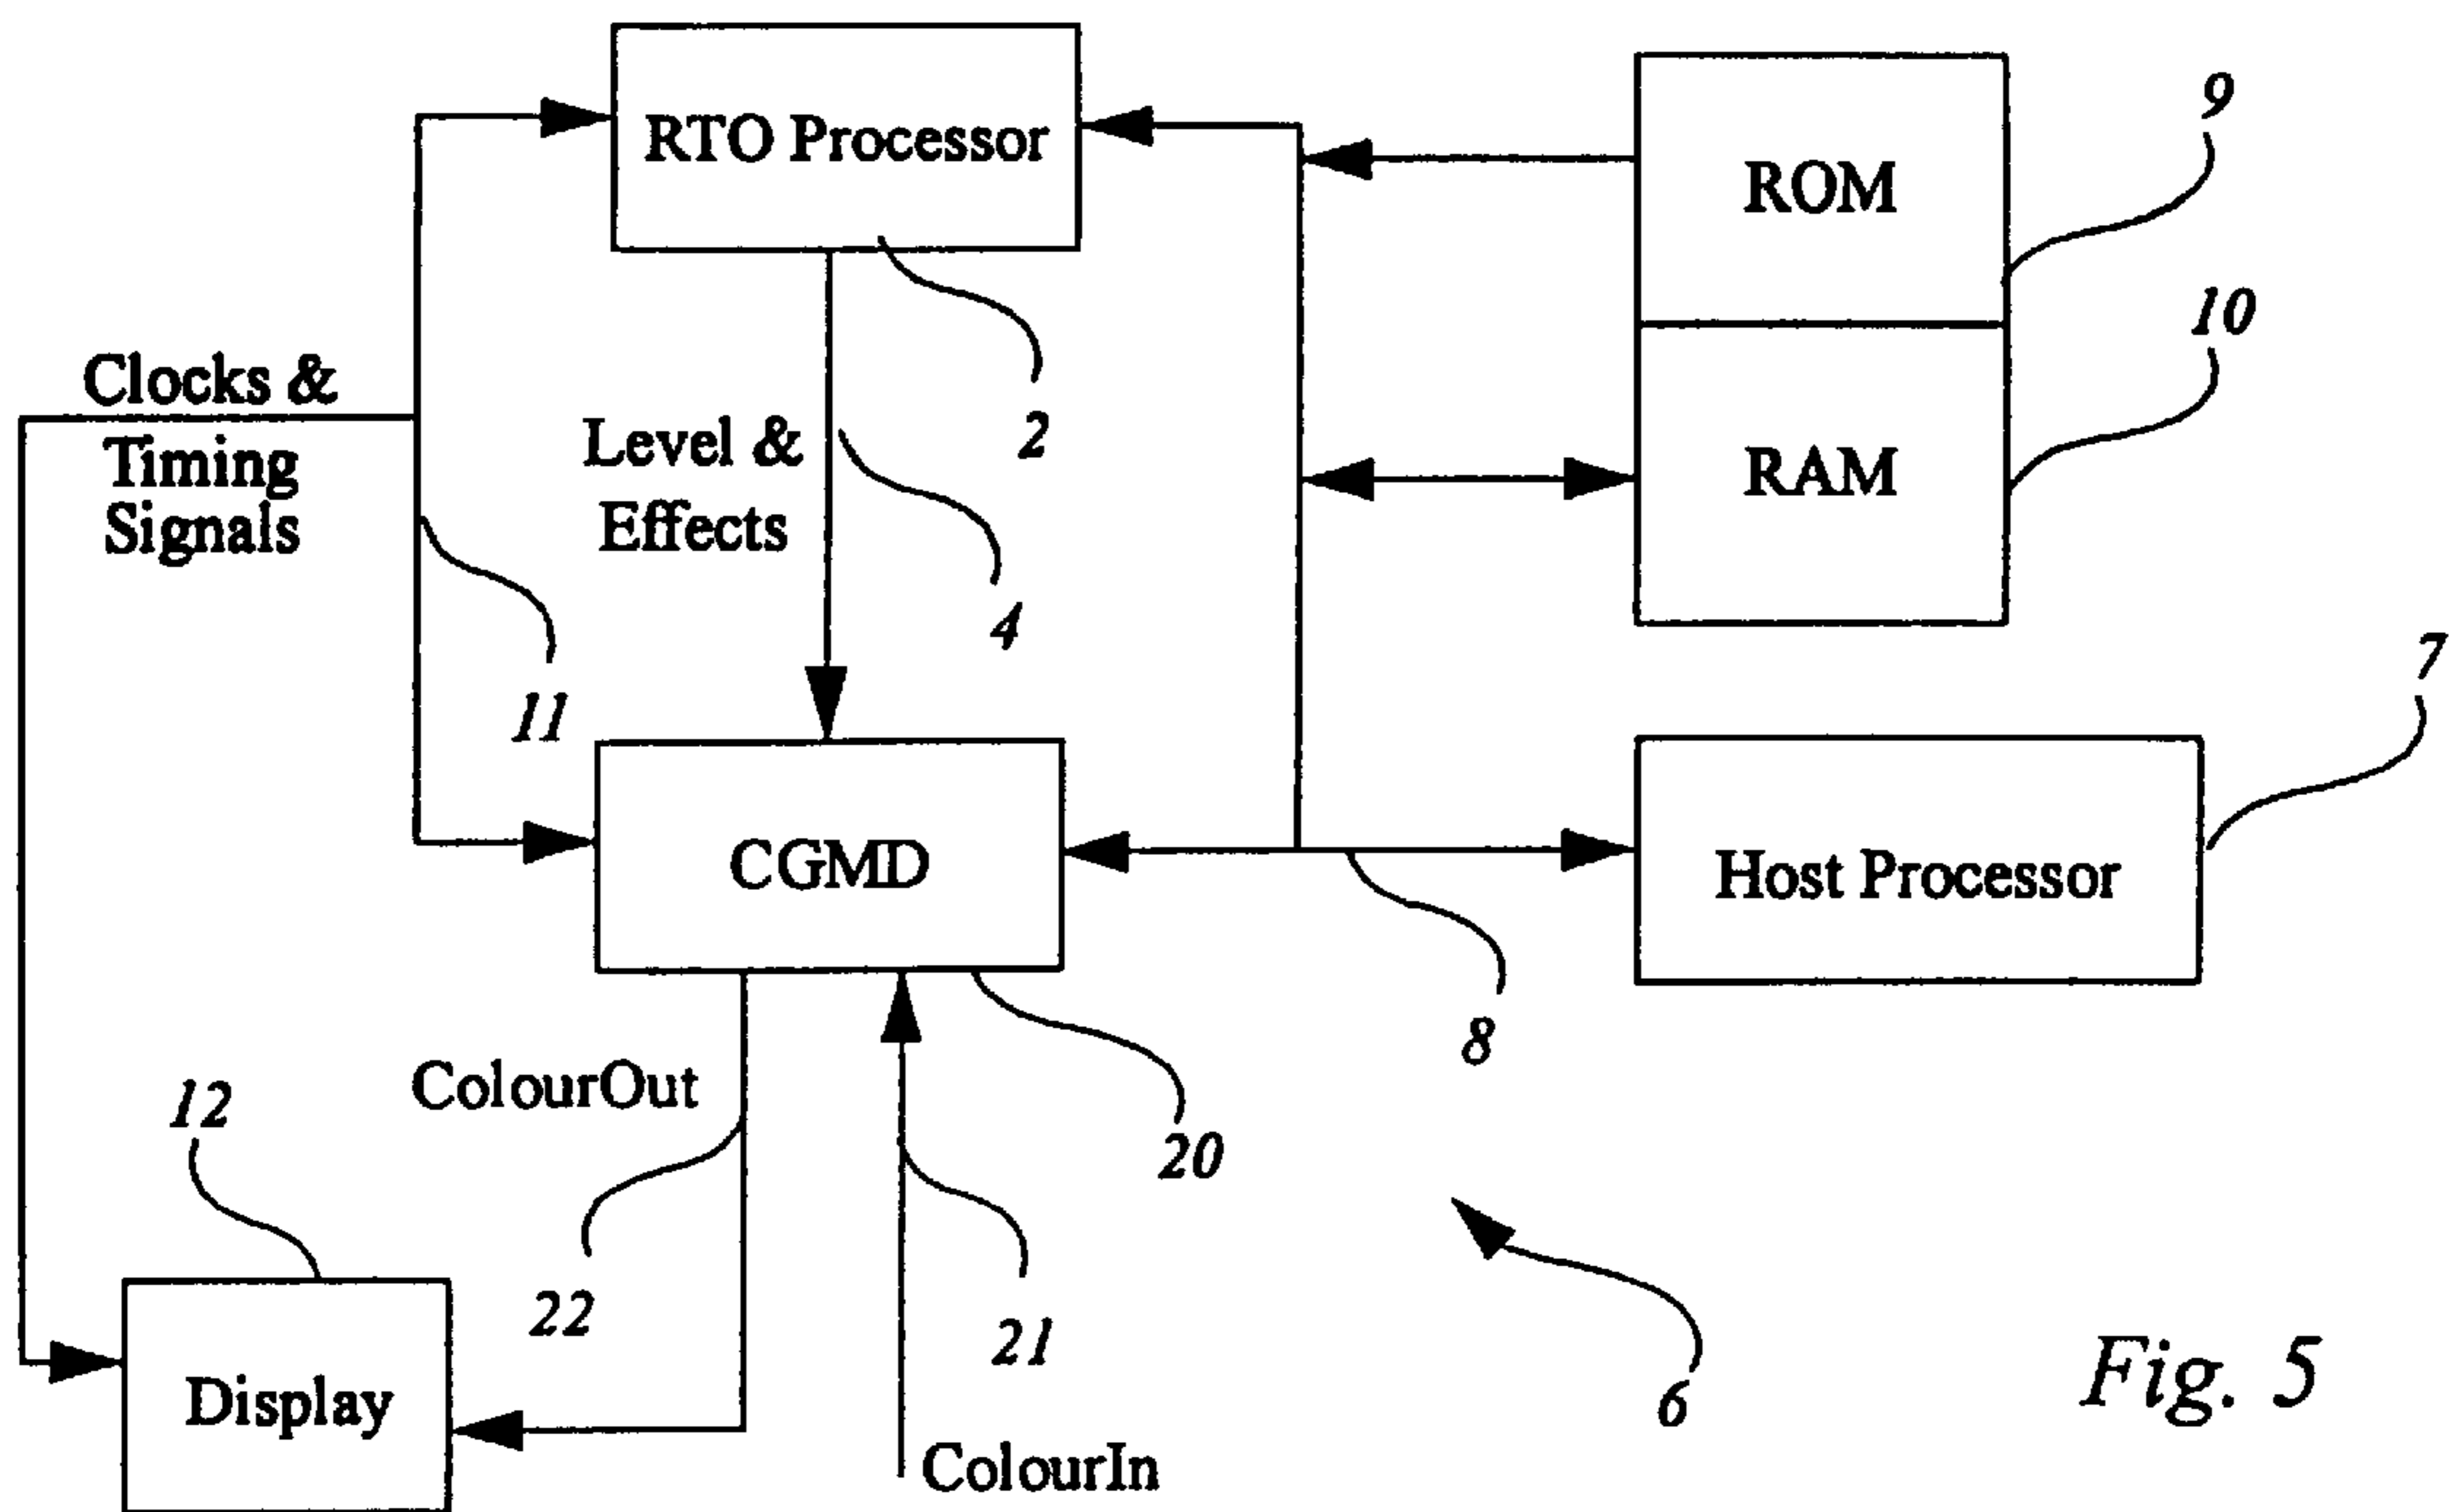 RTO Processor
ROM
9
RAM
10
Clocks &
Timing
Signals
Level &
Effects
2
4
11
7
CGMD
Host Processor
8
ColourOut
12
20
22
21
6
Display
ColourIn
Fig. 5